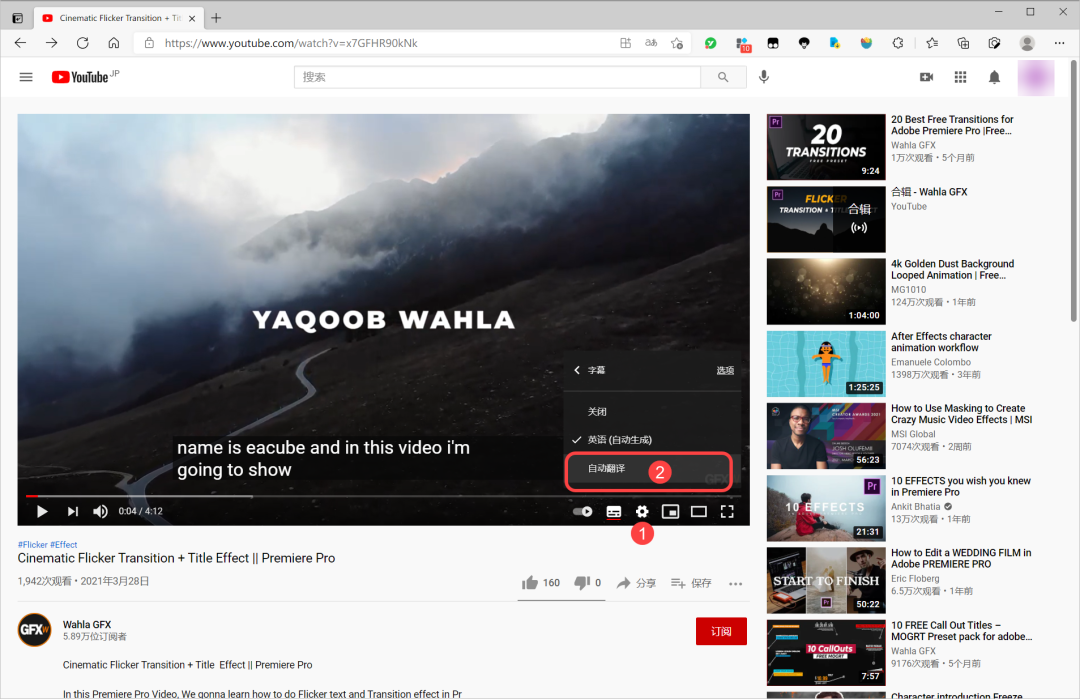 Cinematic Flicker Transition + Tit
https://www.youtube.com/watch?v=x7GFHR90kNk
10
YouTube JP
搜索
YAQOOB WAHLA
name is eacube and in this video i'm
going to show
字幕
选项
关闭
英语 (自动生成)
自动翻译
2
GFX
0:04 / 4:12
1
#Flicker #Effect
Cinematic Flicker Transition + Title Effect || Premiere Pro
1,942次观看 • 2021年3月28日
160
0
分享
保存
GFXW
Wahla GFX
5.89万位订阅者
订阅
Cinematic Flicker Transition + Title Effect || Premiere Pro
In this Premiere Pro Video, We gonna learn how to do Flicker text and Transition effect in Pr
Pr
20
TRANSITIONS
FREE PRESET
9:24
20 Best Free Transitions for
Adobe Premiere Pro |Free...
Wahla GFX
1万次观看 • 5个月前
Pr
FLICKER
TRANSITION + T
合辑
合辑 - Wahla GFX
YouTube
1:04:00
4k Golden Dust Background
Looped Animation | Free...
MG1010
124万次观看 • 1年前
1:25:25
After Effects character
animation workflow
Emanuele Colombo
1398万次观看 • 3年前
MSI
CREATOR AWARDS 2021
JOSH OLUFEMII
56:23
How to Use Masking to Create
Crazy Music Video Effects | MSI
MSI Global
7074次观看 • 2周前
Pr
10 EFFECTS
21:31
10 EFFECTS you wish you knew
in Premiere Pro
Ankit Bhatia
13万次观看 • 1年前
START TO FINISH
Pr
50:22
How to Edit a WEDDING FILM in
Adobe PREMIERE PRO
Eric Floberg
6.5万次观看 • 1年前
10 CallOuts
FREE MOGRT
7:57
10 FREE Call Out Titles –
MOGRT Preset pack for adobe...
Wahla GFX
9176次观看 • 5个月前
Character introduction Freeze